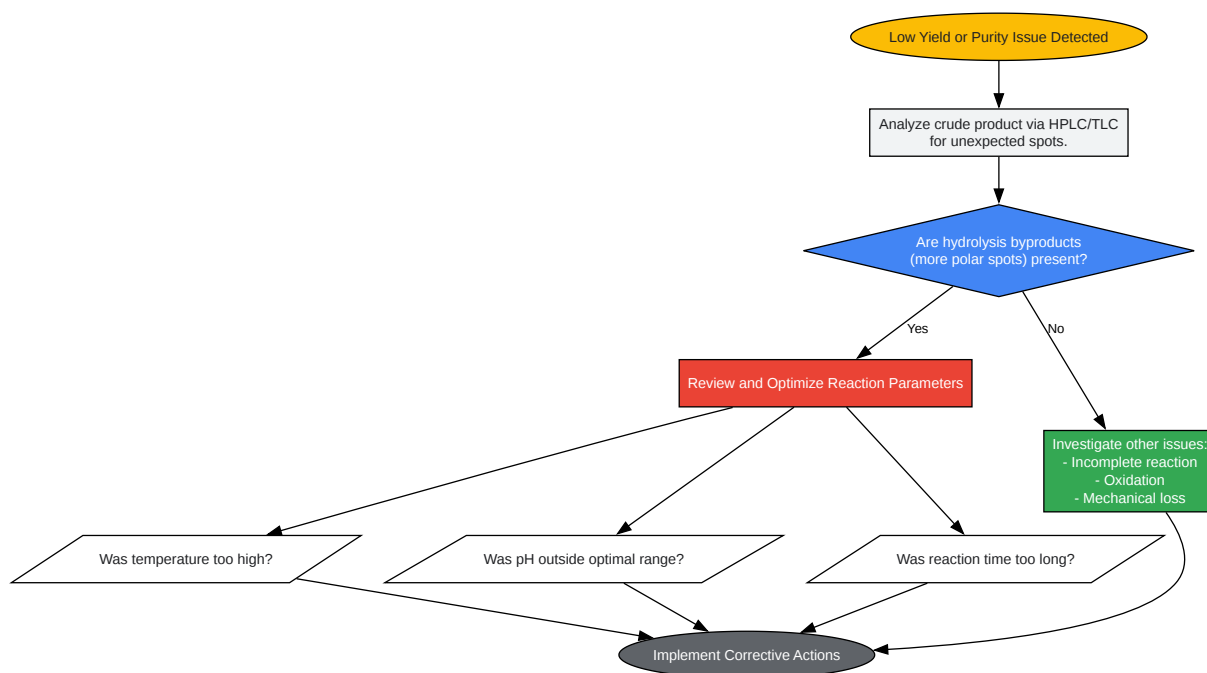 Low Yield or Purity Issue Detected
Analyze crude product via HPLC/TLC
for unexpected spots.
Are hydrolysis byproducts
(more polar spots) present?
Yes
No
Review and Optimize Reaction Parameters
Investigate other issues:
- Incomplete reaction
- Oxidation
- Mechanical loss
Was temperature too high?
Was pH outside optimal range?
Was reaction time too long?
Implement Corrective Actions